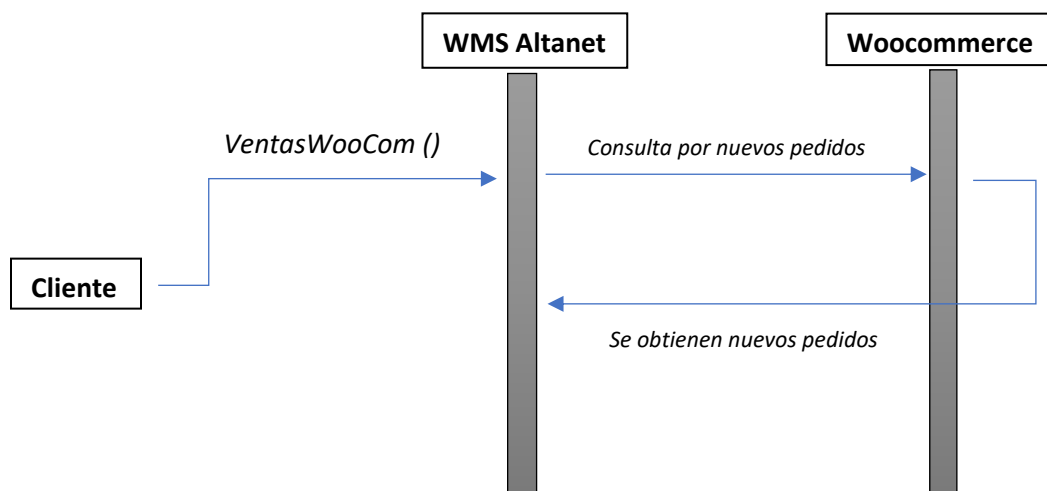 WMS Altanet
Woocommerce
VentasWooCom ()
Consulta por nuevos pedidos
Cliente
Se obtienen nuevos pedidos